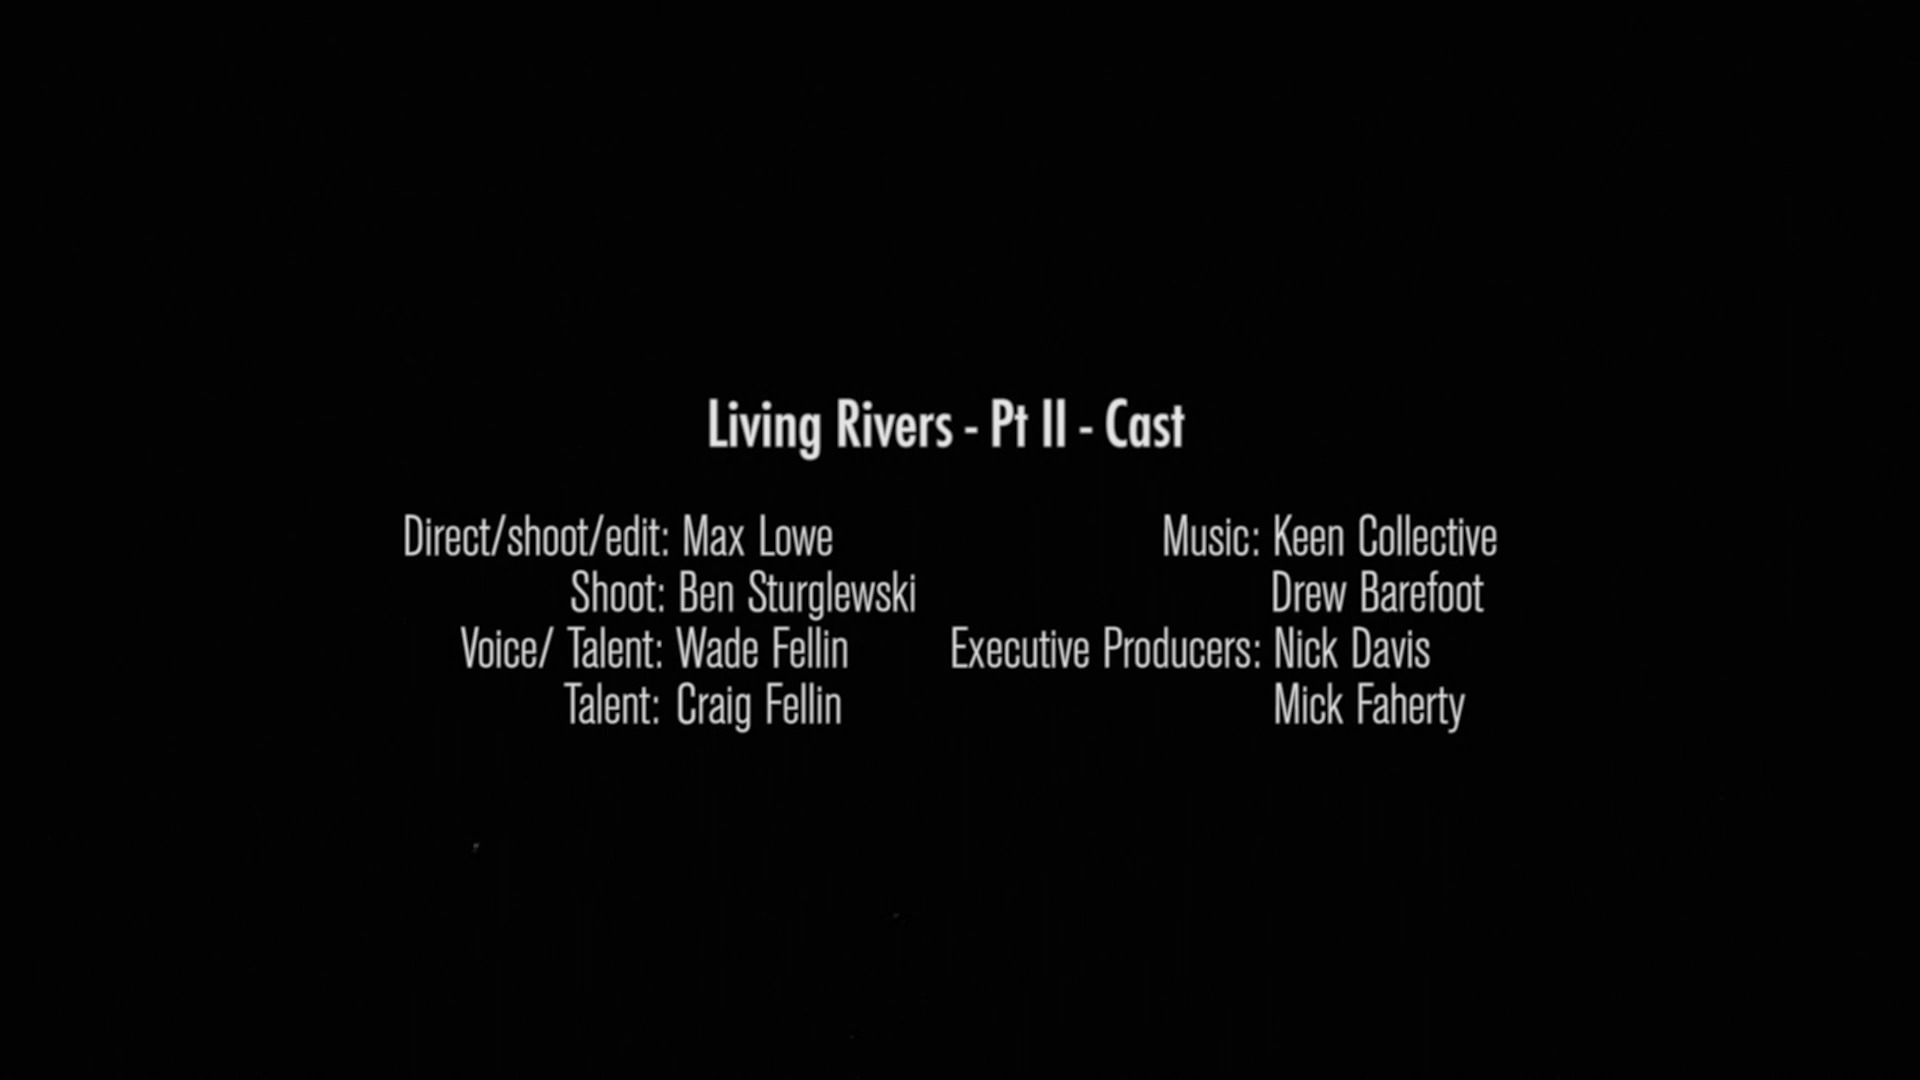 Living Rivers - Pt II - Cast
Direct/shoot/edit: Max Lowe
Shoot: Ben Sturglewski
Voice/ Talent: Wade Fellin
Talent: Craig Fellin
Music: Keen Collective
Drew Barefoot
Executive Producers: Nick Davis
Mick Faherty